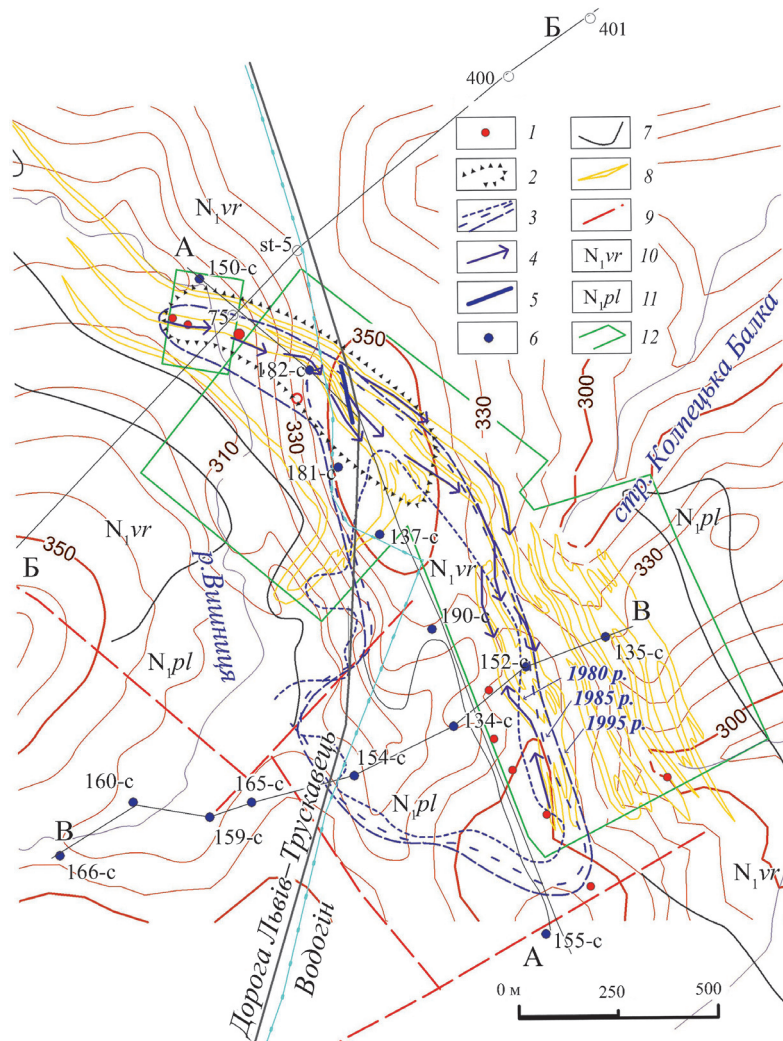 Б
401
400
1
7
2
8
3
9
4
N₁vr
10
5
N₁pl
11
6
12
N₁vr
А
st-5
150-с
75
350
182-с
330
300
330
стр. Колпецька Балка
310
181-с
N₁pl
N₁vr
137-с
330
350
Б
N₁vr
р.Вишниця
190-с
В
N₁pl
152-с
135-с
1980 р.
1985 р.
1995 р.
300
134-с
154-с
160-с
165-с
N₁pl
159-с
В
166-с
N₁vr
Дорога Львів–Трускавець
Водогін
155-с
А
0 м
250
500